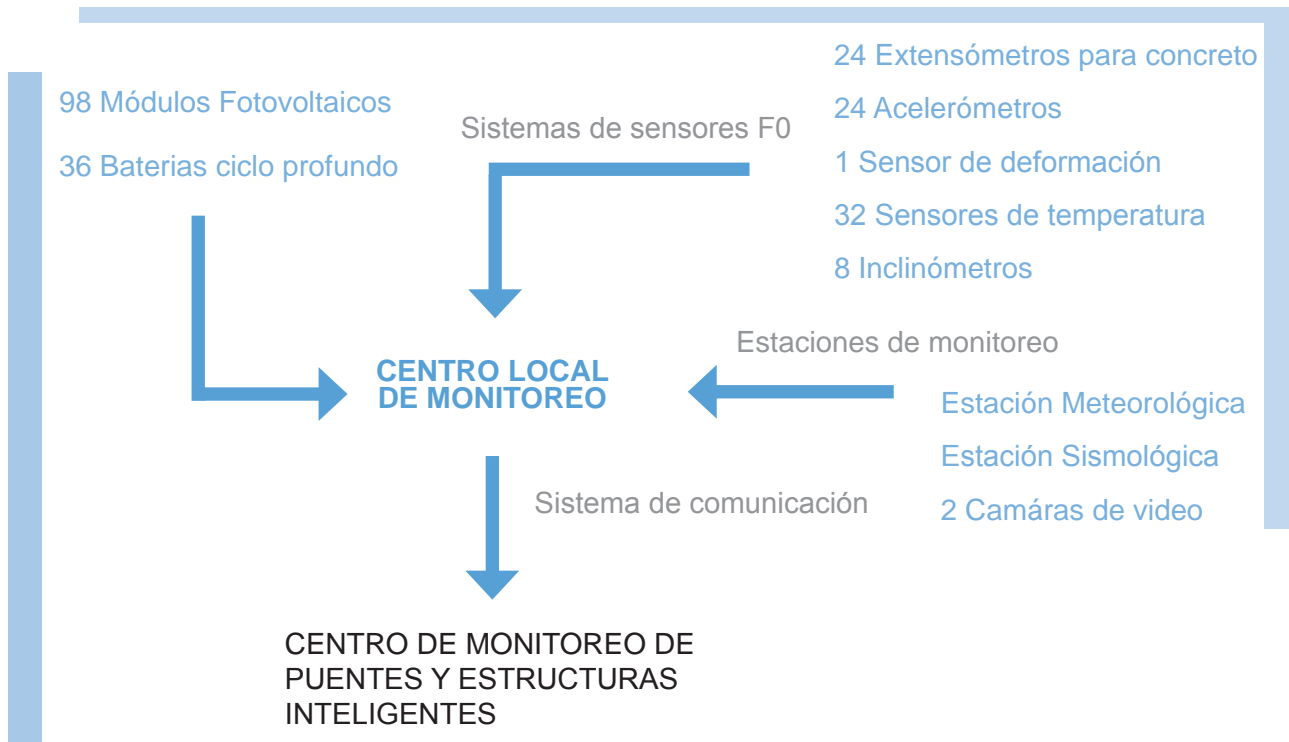 98 Módulos Fotovoltaicos
36 Baterias ciclo profundo
Sistemas de sensores F0
24 Extensómetros para concreto
24 Acelerómetros
1 Sensor de deformación
32 Sensores de temperatura
8 Inclinómetros
Estaciones de monitoreo
CENTRO LOCAL
DE MONITOREO
Estación Meteorológica
Estación Sismológica
2 Camáras de video
Sistema de comunicación
CENTRO DE MONITOREO DE
PUENTES Y ESTRUCTURAS
INTELIGENTES